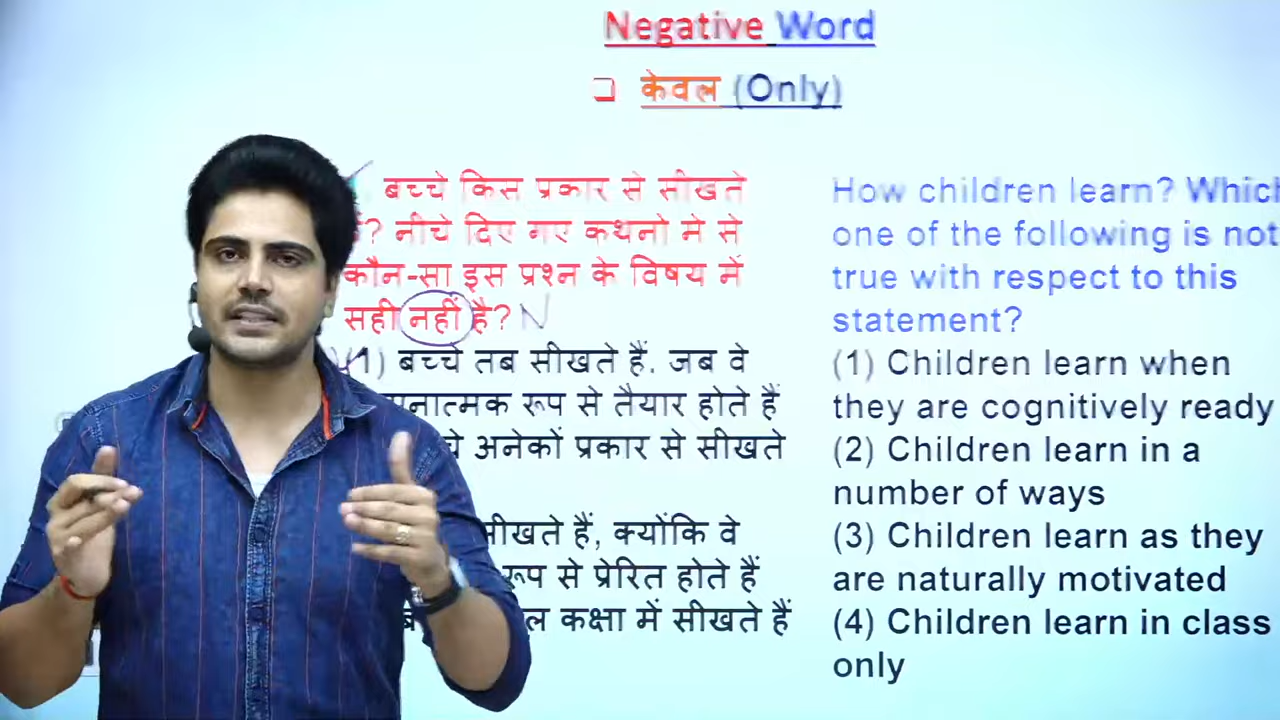 Negative Word
केवल (Only)
बच्चे किस प्रकार से सीखते
है? नीचे दिए गए कथनो मे से
कौन-सा इस प्रश्न के विषय में
सही नहीं है? N
(1) बच्चे तब सीखते हैं. जब वे
रूप से तैयार होते हैं
अनेकों प्रकार से सीखते
सीखते हैं, क्योंकि वे
रूप से प्रेरित होते हैं
कक्षा में सीखते हैं
How children learn? Which
one of the following is not
true with respect to this
statement?
(1) Children learn when
they are cognitively ready
(2) Children learn in a
number of ways
(3) Children learn as they
are naturally motivated
(4) Children learn in class
only